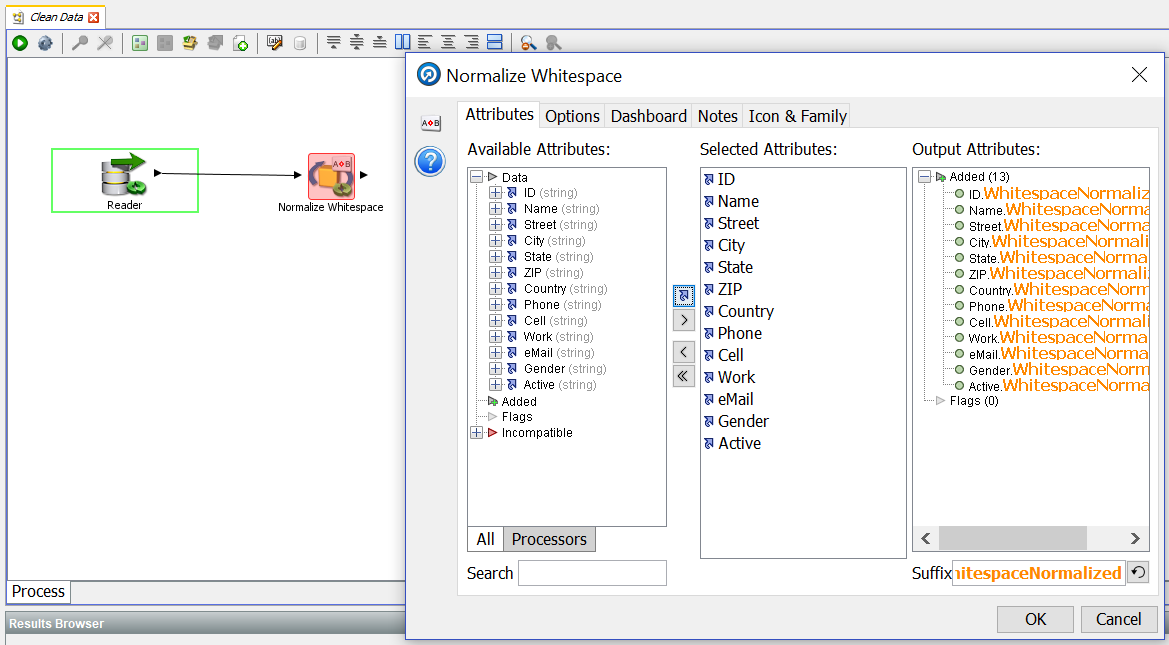 Clean Data
Normalize Whitespace
Attributes Options Dashboard Notes Icon & Family
Available Attributes:
Data
ID (string)
Name (string)
Street (string)
City (string)
State (string)
ZIP (string)
Country (string)
Phone (string)
Cell (string)
Work (string)
eMail (string)
Gender (string)
Active (string)
Added
Flags
Incompatible
All Processors
Search
Selected Attributes:
ID
Name
Street
City
State
ZIP
Country
Phone
Cell
Work
eMail
Gender
Active
Output Attributes:
Added (13)
ID.WhitespaceNormaliz
Name.WhitespaceNorma
Street.WhitespaceNorma
City.WhitespaceNormali
State.WhitespaceNorma
ZIP.WhitespaceNormali
Country.WhitespaceNorm
Phone.WhitespaceNorma
Cell.WhitespaceNormali
Work.WhitespaceNorma
eMail.WhitespaceNorma
Gender.WhitespaceNorm
Active.WhitespaceNorma
Flags (0)
Suffix hitespaceNormalized
OK Cancel
Reader
Normalize Whitespace
Process
Results Browser